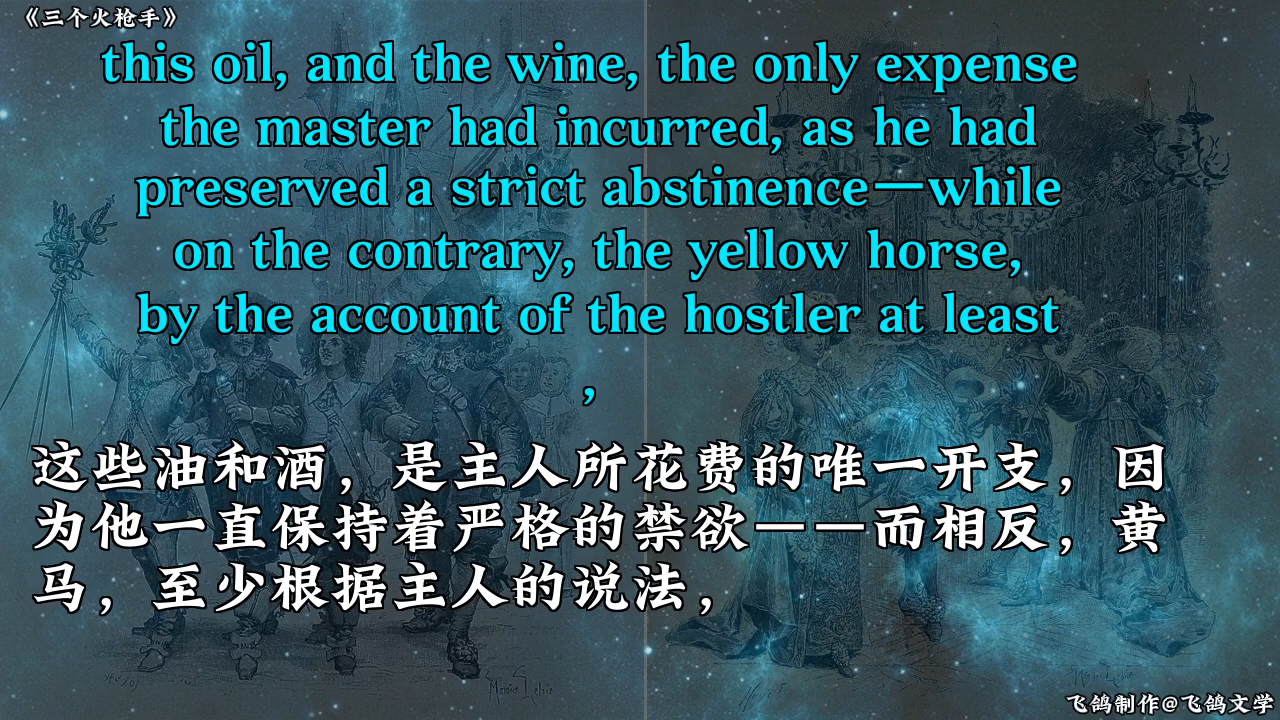 《三个火枪手》
this oil, and the wine, the only expense
the master had incurred, as he had
preserved a strict abstinence—while
on the contrary, the yellow horse,
by the account of the hostler at least
,
这些油和酒，是主人所花费的唯一开支，因
为他一直保持着严格的禁欲——而相反，黄
马，至少根据主人的说法，
飞鸽制作@飞鸽文学